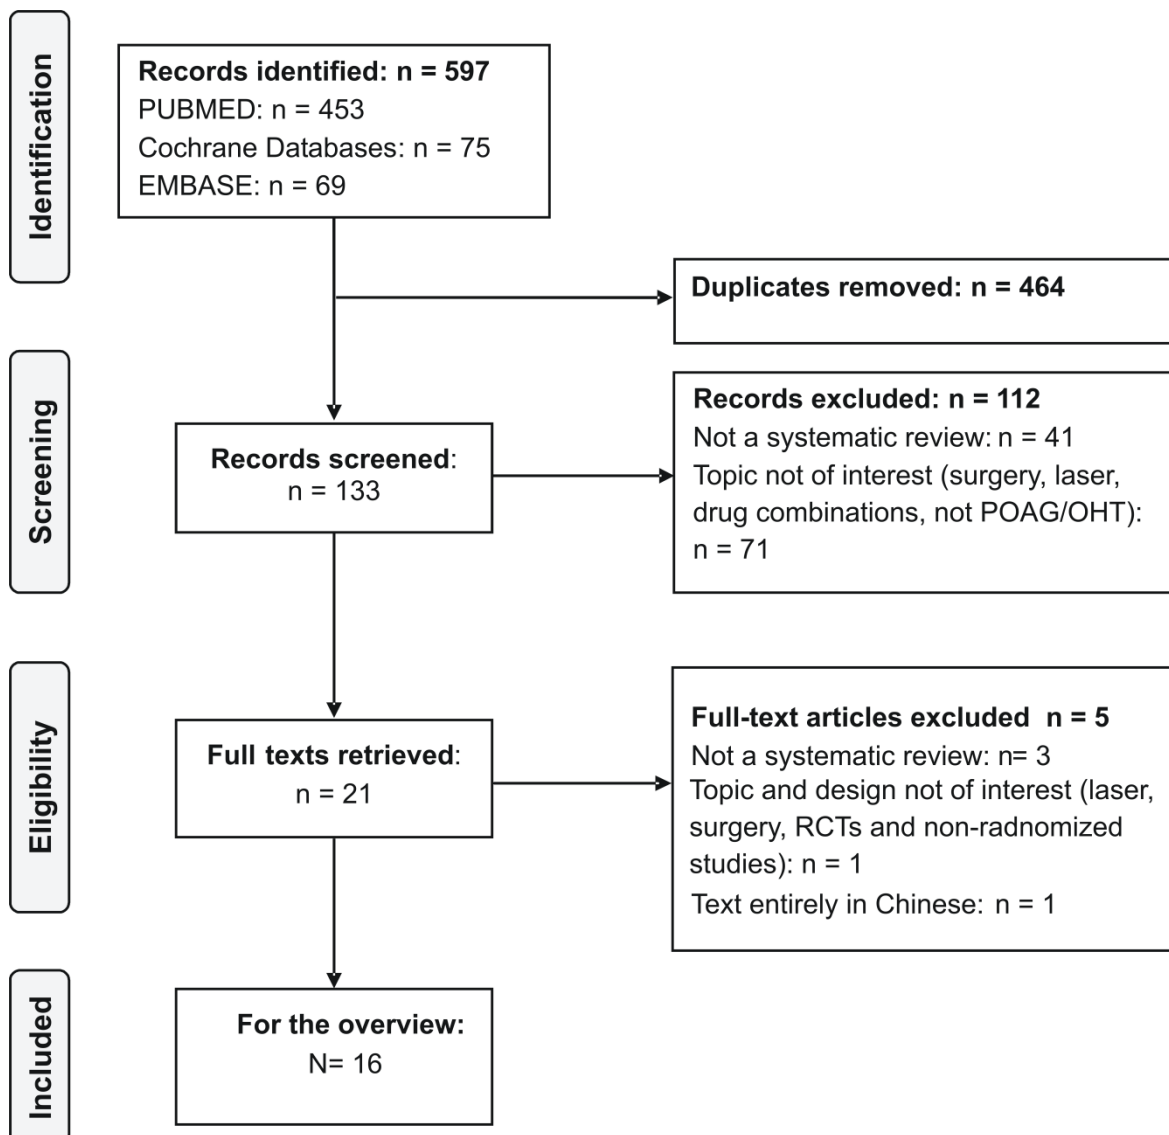 Identification
Records identified: n = 597
PUBMED: n = 453
Cochrane Databases: n = 75
EMBASE: n = 69
Duplicates removed: n = 464
Screening
Records screened:
n = 133
Records excluded: n = 112
Not a systematic review: n = 41
Topic not of interest (surgery, laser,
drug combinations, not POAG/OHT):
n = 71
Eligibility
Full texts retrieved:
n = 21
Full-text articles excluded n = 5
Not a systematic review: n= 3
Topic and design not of interest (laser,
surgery, RCTs and non-radnomized
studies): n = 1
Text entirely in Chinese: n = 1
Included
For the overview:
N= 16